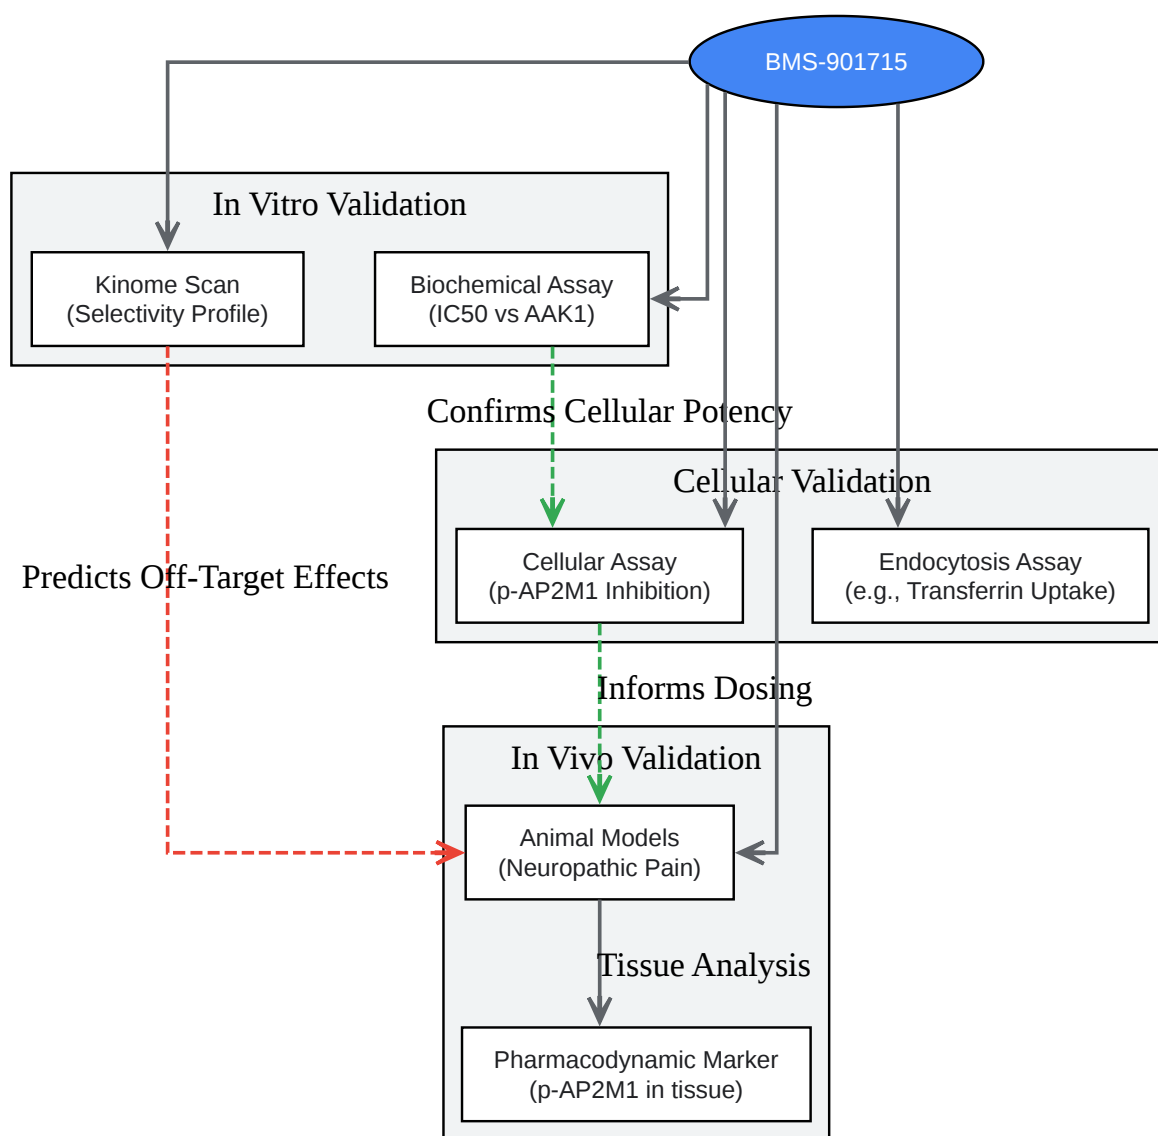 BMS-901715
In Vitro Validation
Kinome Scan
(Selectivity Profile)
Biochemical Assay
(IC50 vs AAK1)
Confirms Cellular Potency
Cellular Validation
Cellular Assay
(p-AP2M1 Inhibition)
Endocytosis Assay
(e.g., Transferrin Uptake)
Predicts Off-Target Effects
Informs Dosing
In Vivo Validation
Animal Models
(Neuropathic Pain)
Tissue Analysis
Pharmacodynamic Marker
(p-AP2M1 in tissue)